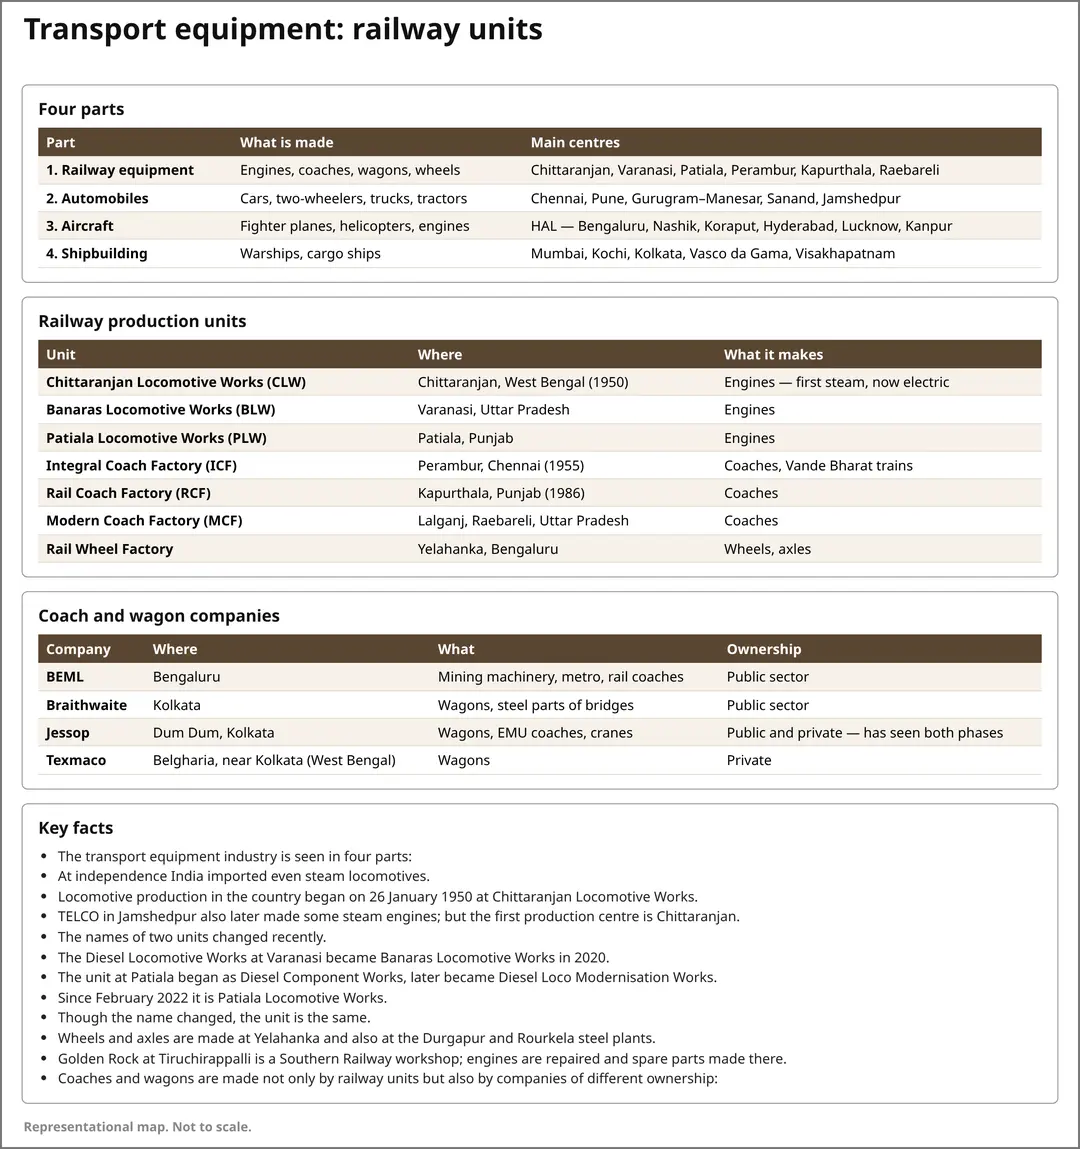 Transport equipment: railway units
Four parts
Part What is made Main centres
1. Railway equipment Engines, coaches, wagons, wheels Chittaranjan, Varanasi, Patiala, Perambur, Kapurthala, Raebareli
2. Automobiles Cars, two-wheelers, trucks, tractors Chennai, Pune, Gurugram–Manesar, Sanand, Jamshedpur
3. Aircraft Fighter planes, helicopters, engines HAL — Bengaluru, Nashik, Koraput, Hyderabad, Lucknow, Kanpur
4. Shipbuilding Warships, cargo ships Mumbai, Kochi, Kolkata, Vasco da Gama, Visakhapatnam
Railway production units
Unit Where What it makes
Chittaranjan Locomotive Works (CLW) Chittaranjan, West Bengal (1950) Engines — first steam, now electric
Banaras Locomotive Works (BLW) Varanasi, Uttar Pradesh Engines
Patiala Locomotive Works (PLW) Patiala, Punjab Engines
Integral Coach Factory (ICF) Perambur, Chennai (1955) Coaches, Vande Bharat trains
Rail Coach Factory (RCF) Kapurthala, Punjab (1986) Coaches
Modern Coach Factory (MCF) Lalganj, Raebareli, Uttar Pradesh Coaches
Rail Wheel Factory Yelahanka, Bengaluru Wheels, axles
Coach and wagon companies
Company Where What Ownership
BEML Bengaluru Mining machinery, metro, rail coaches Public sector
Braithwaite Kolkata Wagons, steel parts of bridges Public sector
Jessop Dum Dum, Kolkata Wagons, EMU coaches, cranes Public and private — has seen both phases
Texmaco Belgharia, near Kolkata (West Bengal) Wagons Private
Key facts
• The transport equipment industry is seen in four parts:
• At independence India imported even steam locomotives.
• Locomotive production in the country began on 26 January 1950 at Chittaranjan Locomotive Works.
• TELCO in Jamshedpur also later made some steam engines; but the first production centre is Chittaranjan.
• The names of two units changed recently.
• The Diesel Locomotive Works at Varanasi became Banaras Locomotive Works in 2020.
• The unit at Patiala began as Diesel Component Works, later became Diesel Loco Modernisation Works.
• Since February 2022 it is Patiala Locomotive Works.
• Though the name changed, the unit is the same.
• Wheels and axles are made at Yelahanka and also at the Durgapur and Rourkela steel plants.
• Golden Rock at Tiruchirappalli is a Southern Railway workshop; engines are repaired and spare parts made there.
• Coaches and wagons are made not only by railway units but also by companies of different ownership:
Representational map. Not to scale.